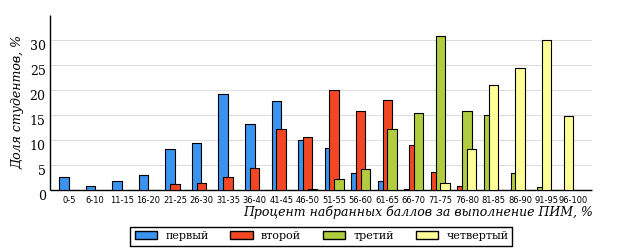 Доля студентов, %
30
25
20
15
10
5
0
0-5 6-10 11-15 16-20 21-25 26-30 31-35 36-40 41-45 46-50 51-55 56-60 61-65 66-70 71-75 76-80 81-85 86-90 91-95 96-100
Процент набранных баллов за выполнение ПИМ, %
первый второй третий четвертый